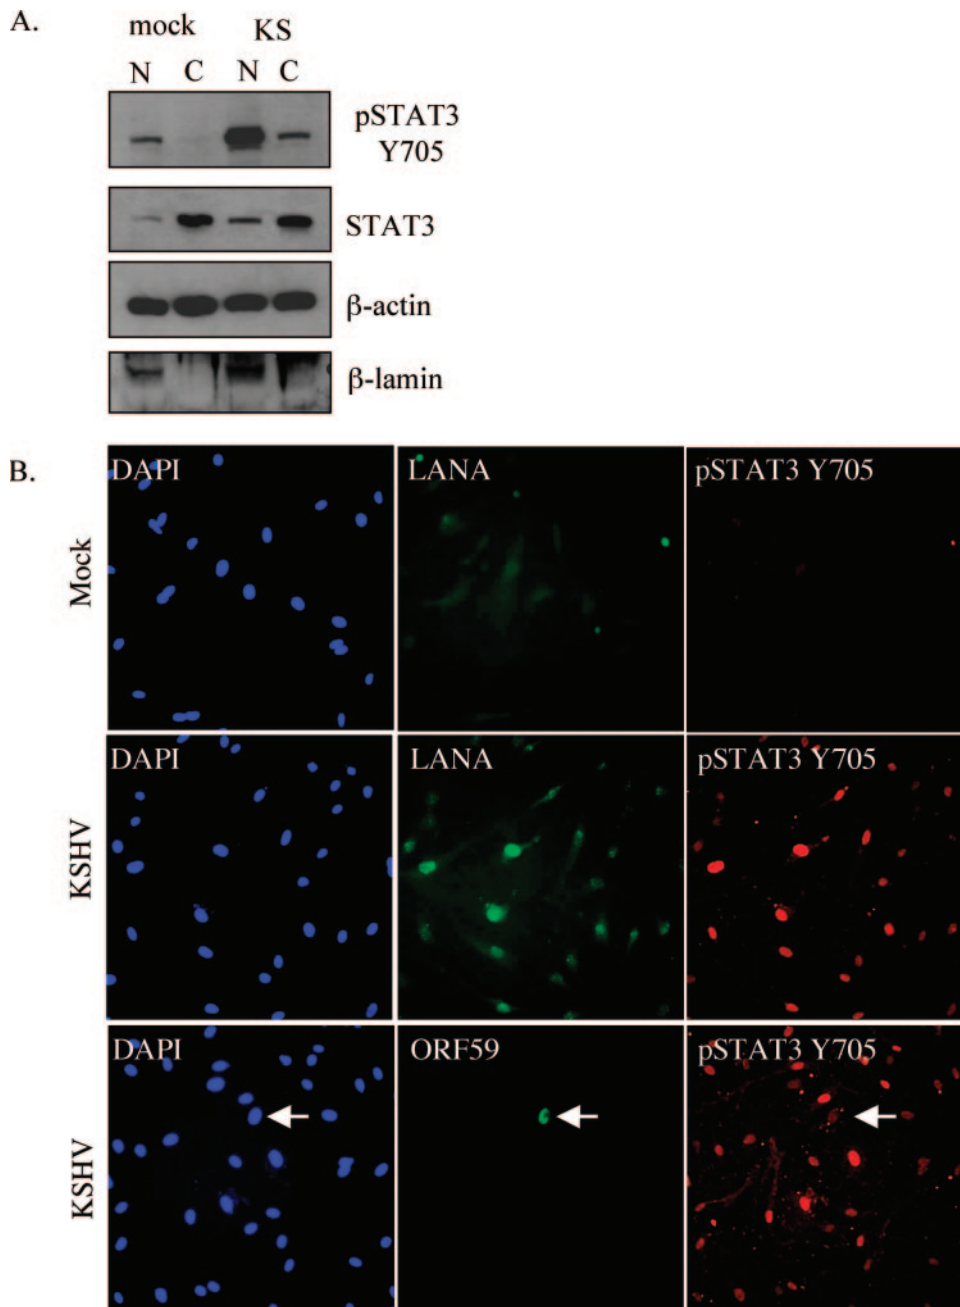 A.
mock KS
N C N C
pSTAT3
Y705
STAT3
β-actin
β-lamin
B.
Mock
DAPI LANA pSTAT3 Y705
KSHV
DAPI LANA pSTAT3 Y705
KSHV
DAPI ORF59 pSTAT3 Y705